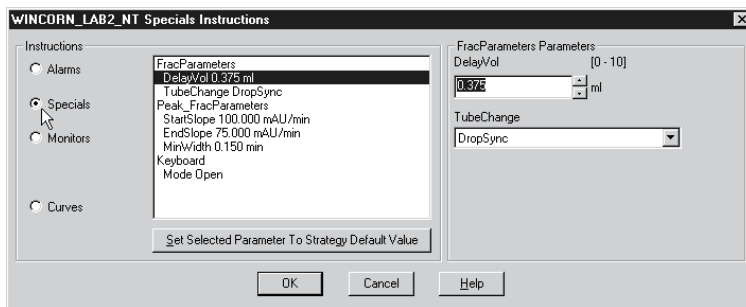 WINCORN_LAB2_NT Specials Instructions
Instructions
Alarms
Specials
Monitors
Curves
FracParameters
DelayVol 0.375 ml
TubeChange DropSync
Peak_FracParameters
StartSlope 100.000 mAU/min
EndSlope 75.000 mAU/min
MinWidth 0.150 min
Keyboard
Mode Open
Set Selected Parameter To Strategy Default Value
FracParameters Parameters
DelayVol [0 - 10]
0.375 ml
TubeChange
DropSync
OK Cancel Help